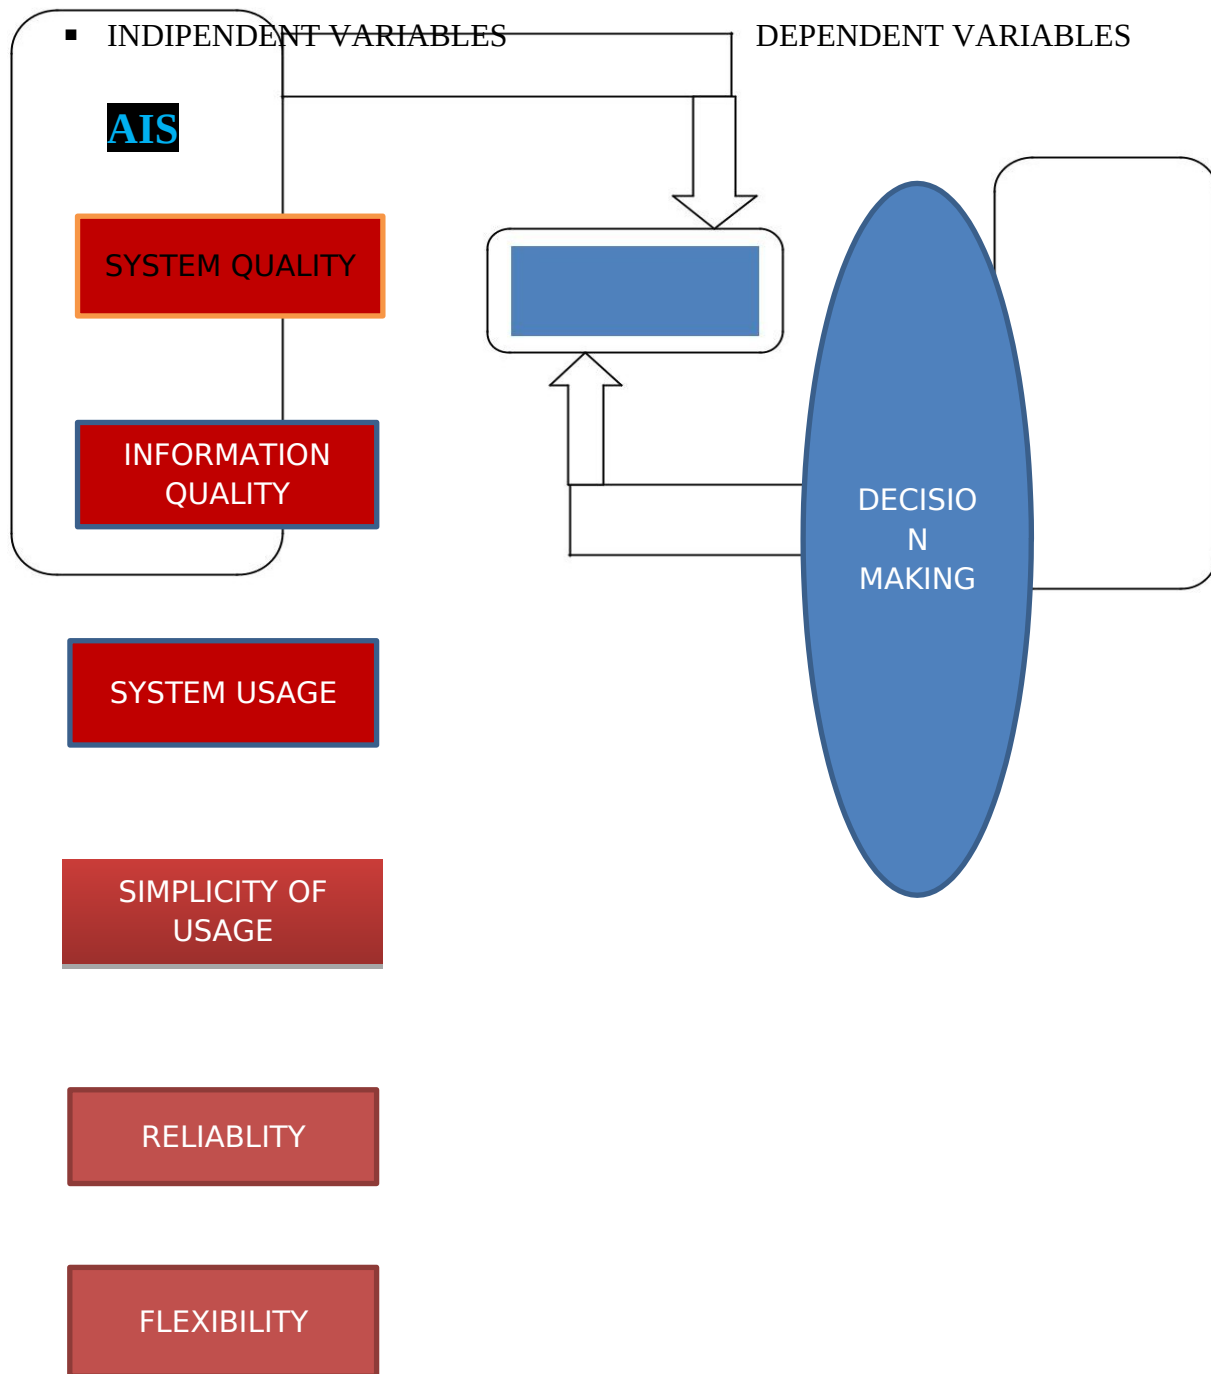 ▪ INDIPENDENT VARIABLES DEPENDENT VARIABLES
AIS
SYSTEM QUALITY
INFORMATION
QUALITY
SYSTEM USAGE
SIMPLICITY OF
USAGE
RELIABLITY
FLEXIBILITY
DECISIO
N
MAKING